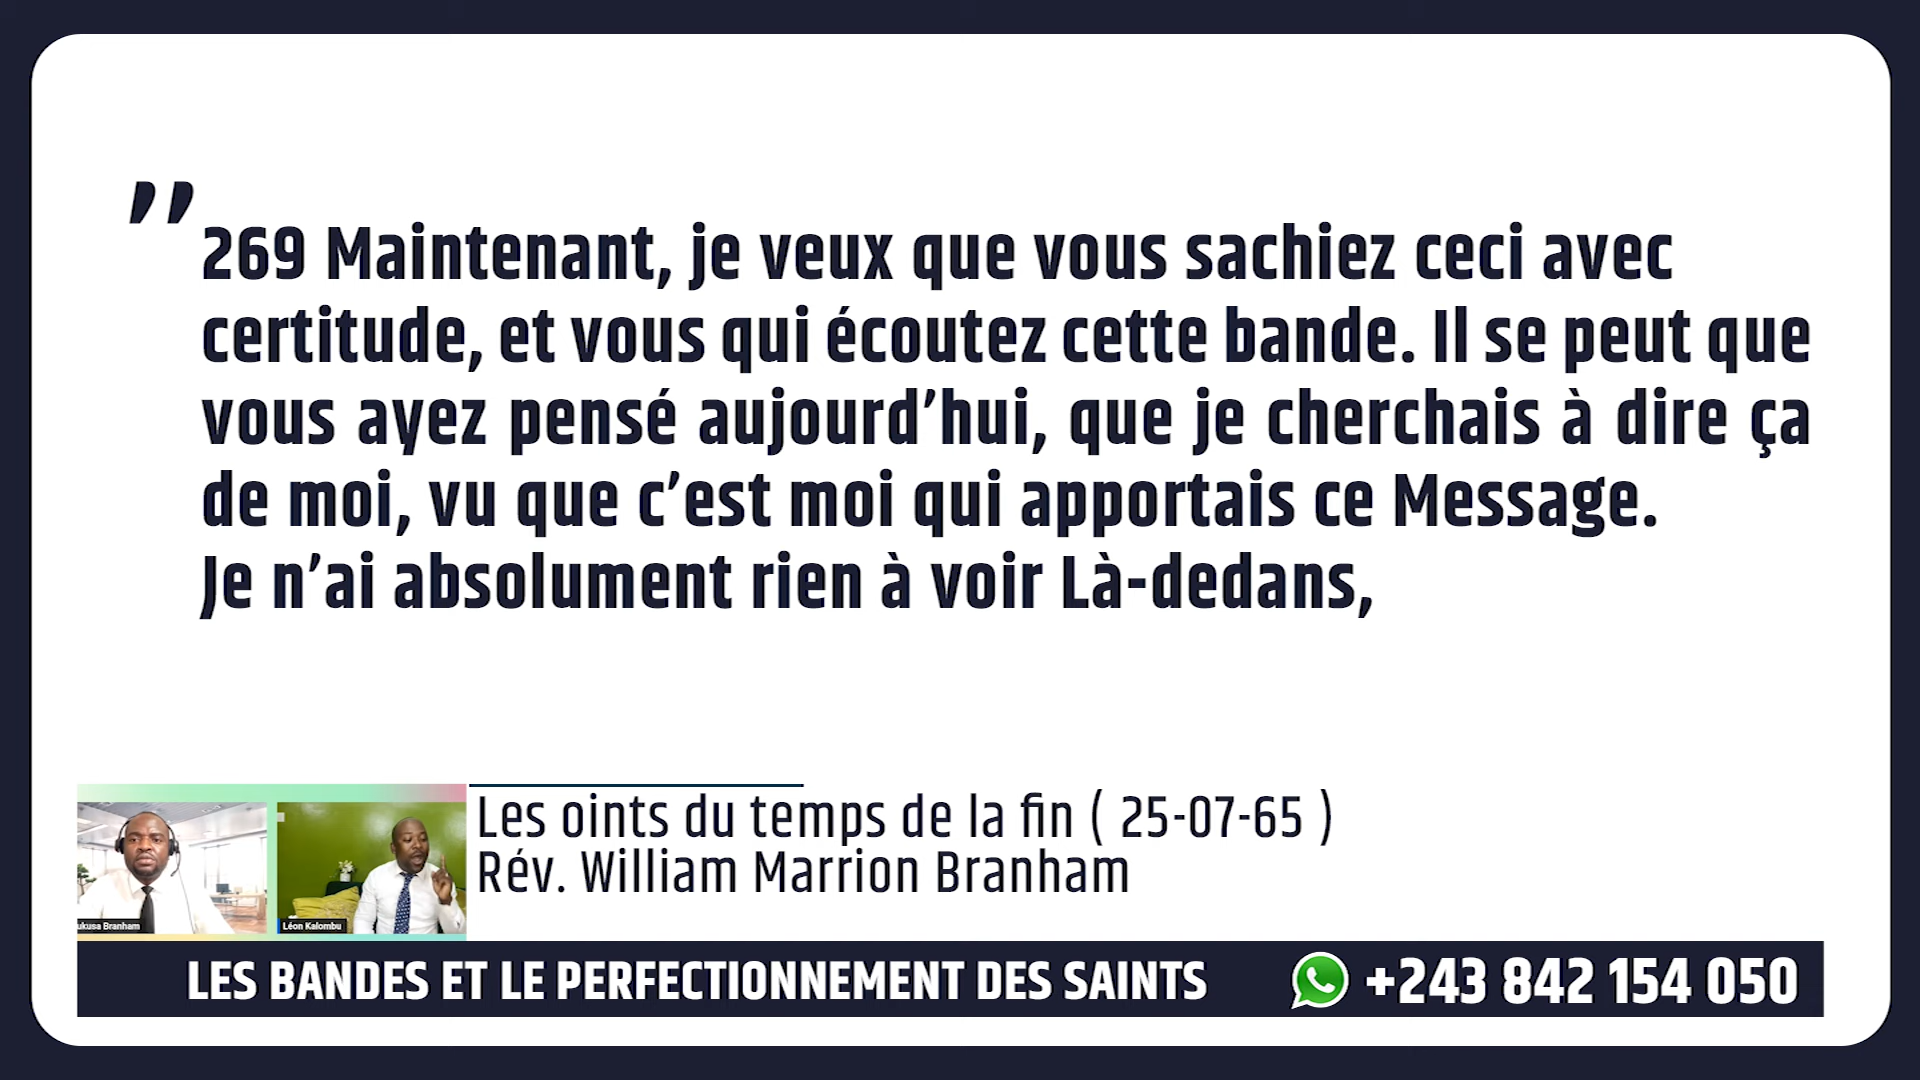 ”
269 Maintenant, je veux que vous sachiez ceci avec
certitude, et vous qui écoutez cette bande. Il se peut que
vous ayez pensé aujourd’hui, que je cherchais à dire ça
de moi, vu que c’est moi qui apportais ce Message.
Je n’ai absolument rien à voir Là-dedans,
Les oints du temps de la fin ( 25-07-65 )
Rév. William Marrion Branham
ukusa Branham
Léon Kalombu
LES BANDES ET LE PERFECTIONNEMENT DES SAINTS
+243 842 154 050